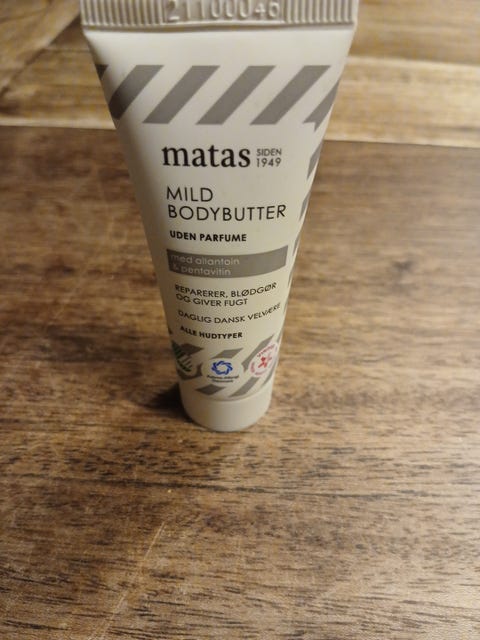 21100046
matas SIDEN
1949
MILD
BODYBUTTER
UDEN PARFUME
med allantoin
& pentavitin
REPARERER, BLØDGØR
OG GIVER FUGT
DAGLIG DANSK VELVÆRE
ALLE HUDTYPER